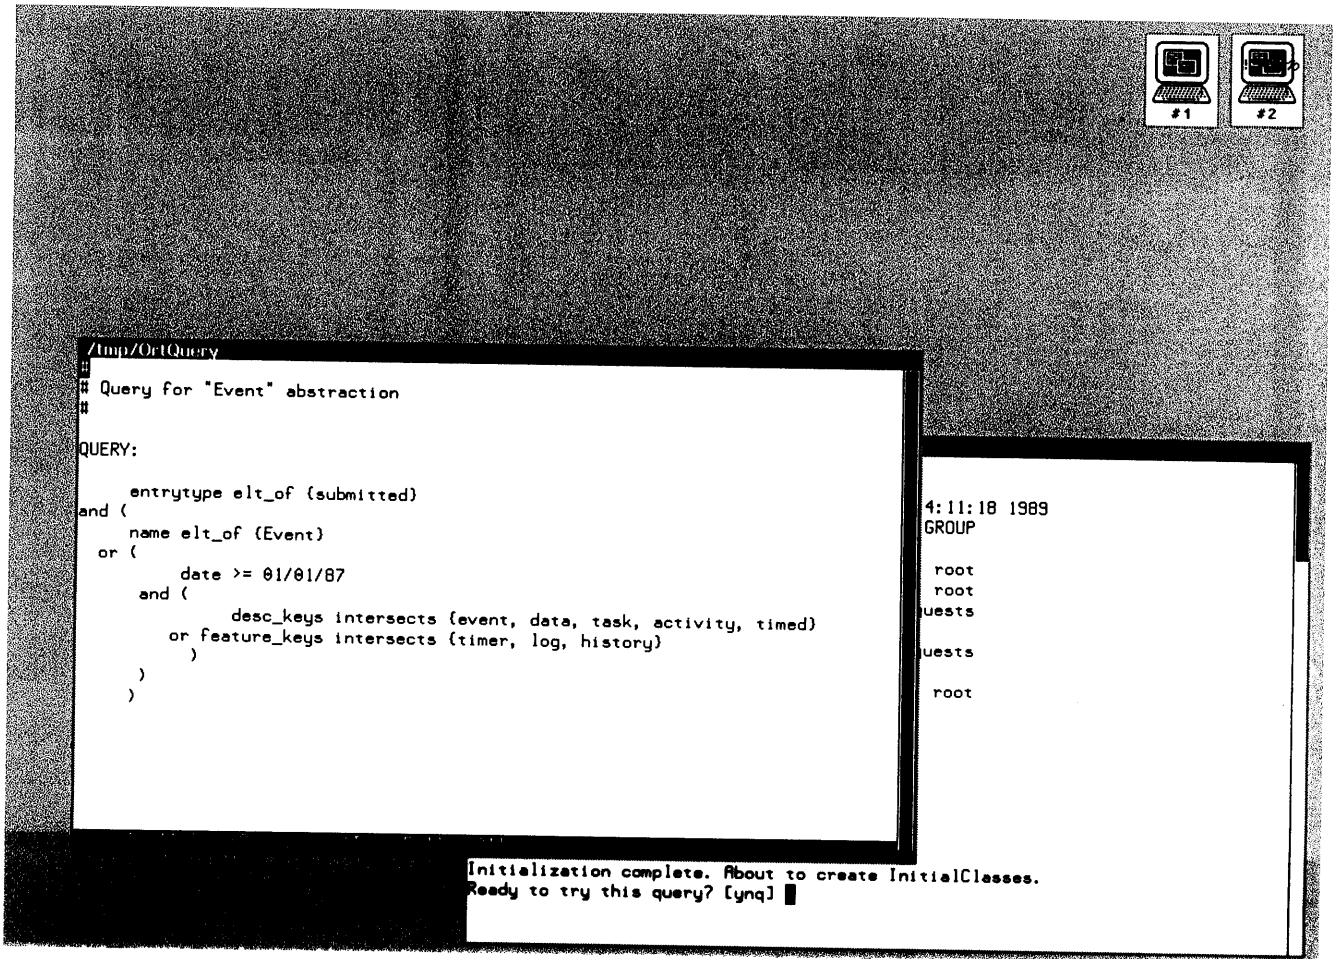 #1
#2
/tmp/OrtQuery
#
# Query for "Event" abstraction
#
QUERY:
entrytype elt_of {submitted}
and (
name elt_of {Event}
or (
date >= 01/01/87
and (
desc_keys intersects {event, data, task, activity, timed}
or feature_keys intersects {timer, log, history}
)
)
)
4:11:18 1989
GROUP
root
root
uests
uests
root
Initialization complete. About to create InitialClasses.
Ready to try this query? [ynq]